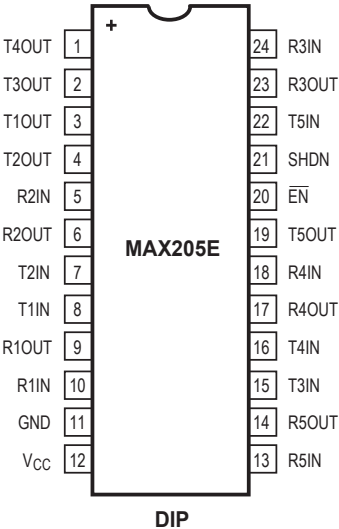 +
T4OUT 1 24 R3IN
T3OUT 2 23 R3OUT
T1OUT 3 22 T5IN
T2OUT 4 21 SHDN
R2IN 5 20 E̅N̅
R2OUT 6 19 T5OUT
MAX205E
T2IN 7 18 R4IN
T1IN 8 17 R4OUT
R1OUT 9 16 T4IN
R1IN 10 15 T3IN
GND 11 14 R5OUT
VCC 12 13 R5IN
DIP